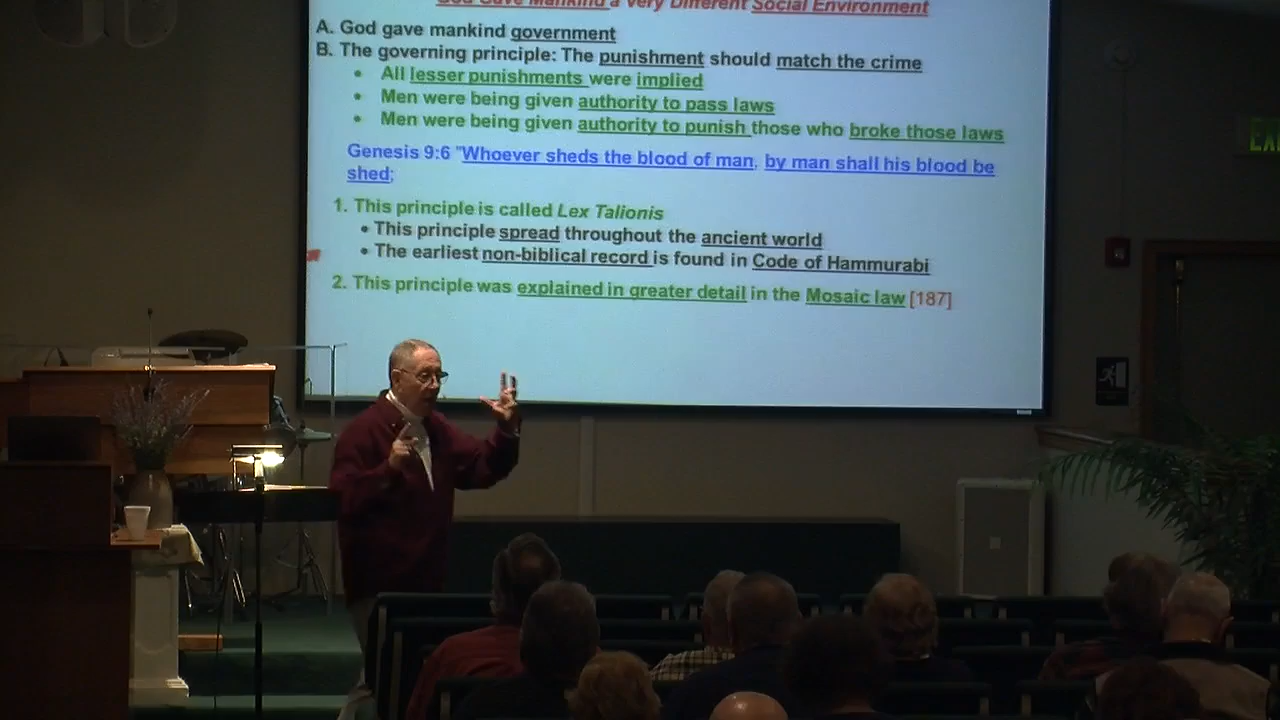 God Gave Mankind a Very Different Social Environment
A. God gave mankind government
B. The governing principle: The punishment should match the crime
• All lesser punishments were implied
• Men were being given authority to pass laws
• Men were being given authority to punish those who broke those laws
Genesis 9:6 "Whoever sheds the blood of man, by man shall his blood be
shed;
1. This principle is called Lex Talionis
• This principle spread throughout the ancient world
• The earliest non-biblical record is found in Code of Hammurabi
2. This principle was explained in greater detail in the Mosaic law [187]